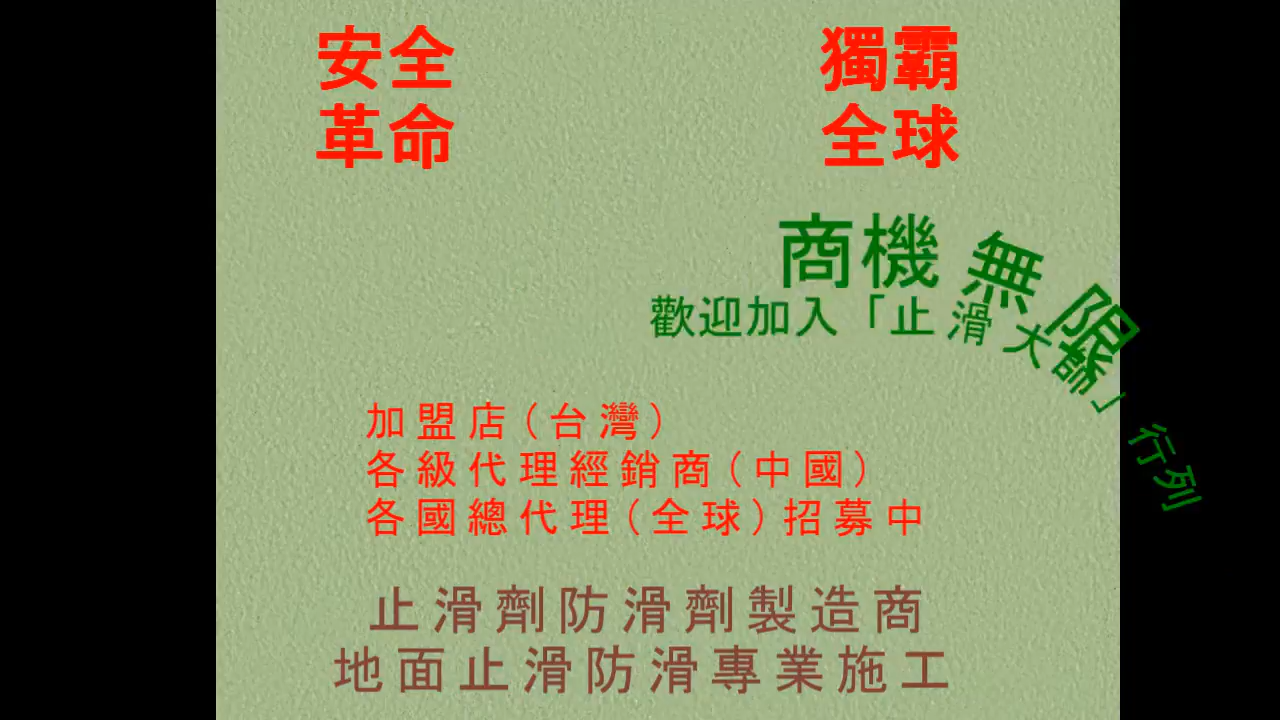 安全
革命
獨霸
全球
商機無限
歡迎加入「止滑大師」行列
加盟店(台灣)
各級代理經銷商(中國)
各國總代理(全球)招募中
止滑劑防滑劑製造商
地面止滑防滑專業施工